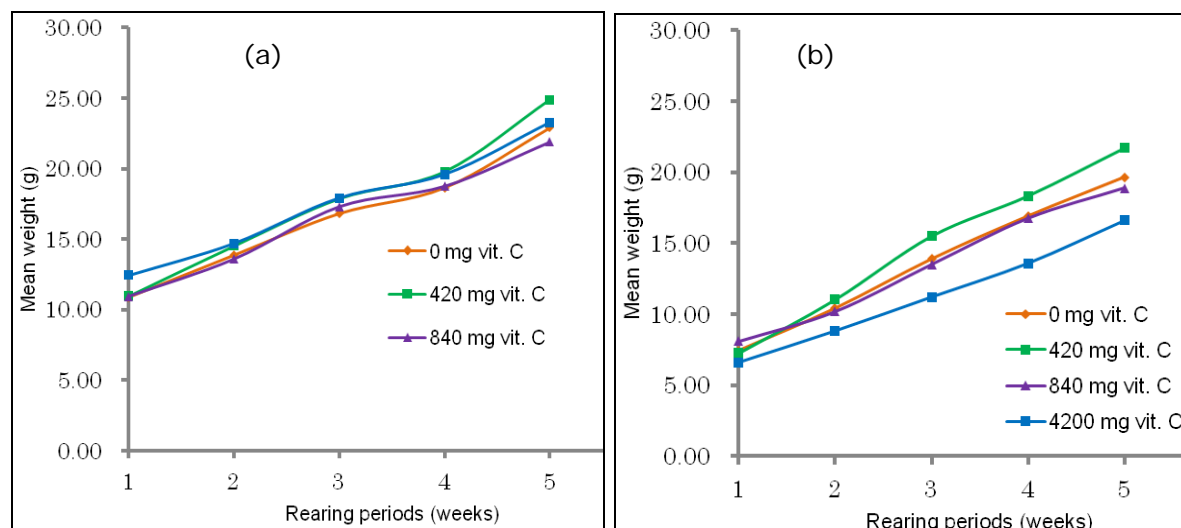 (a)
30.00
25.00
20.00
15.00
10.00
5.00
0.00
Mean weight (g)
1 2 3 4 5
Rearing periods (weeks)
0 mg vit. C
420 mg vit. C
840 mg vit. C
(b)
30.00
25.00
20.00
15.00
10.00
5.00
0.00
Mean weight (g)
1 2 3 4 5
Rearing periods (weeks)
0 mg vit. C
420 mg vit. C
840 mg vit. C
4200 mg vit. C